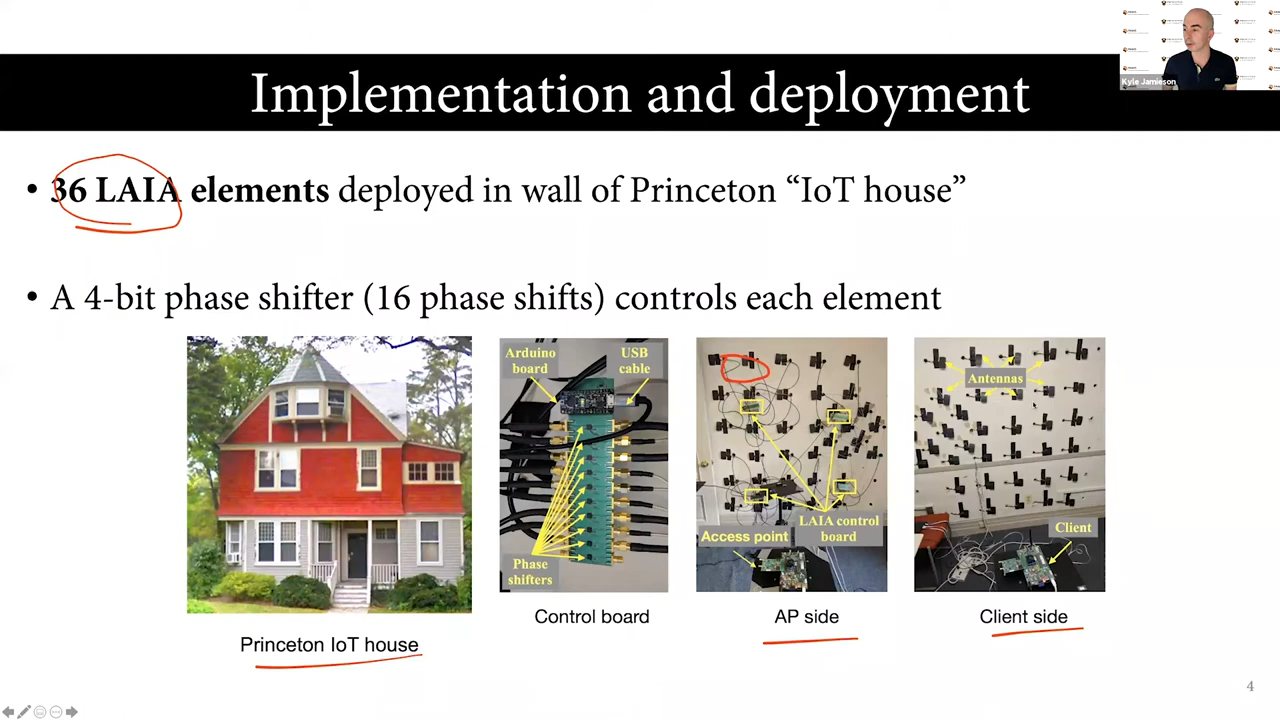 Kyle Jamieson
Implementation and deployment
• 36 LAIA elements deployed in wall of Princeton “IoT house”
• A 4-bit phase shifter (16 phase shifts) controls each element
Arduino
board
USB
cable
Phase
shifters
Access point
LAIA control
board
Antennas
Client
Princeton IoT house
Control board
AP side
Client side
4